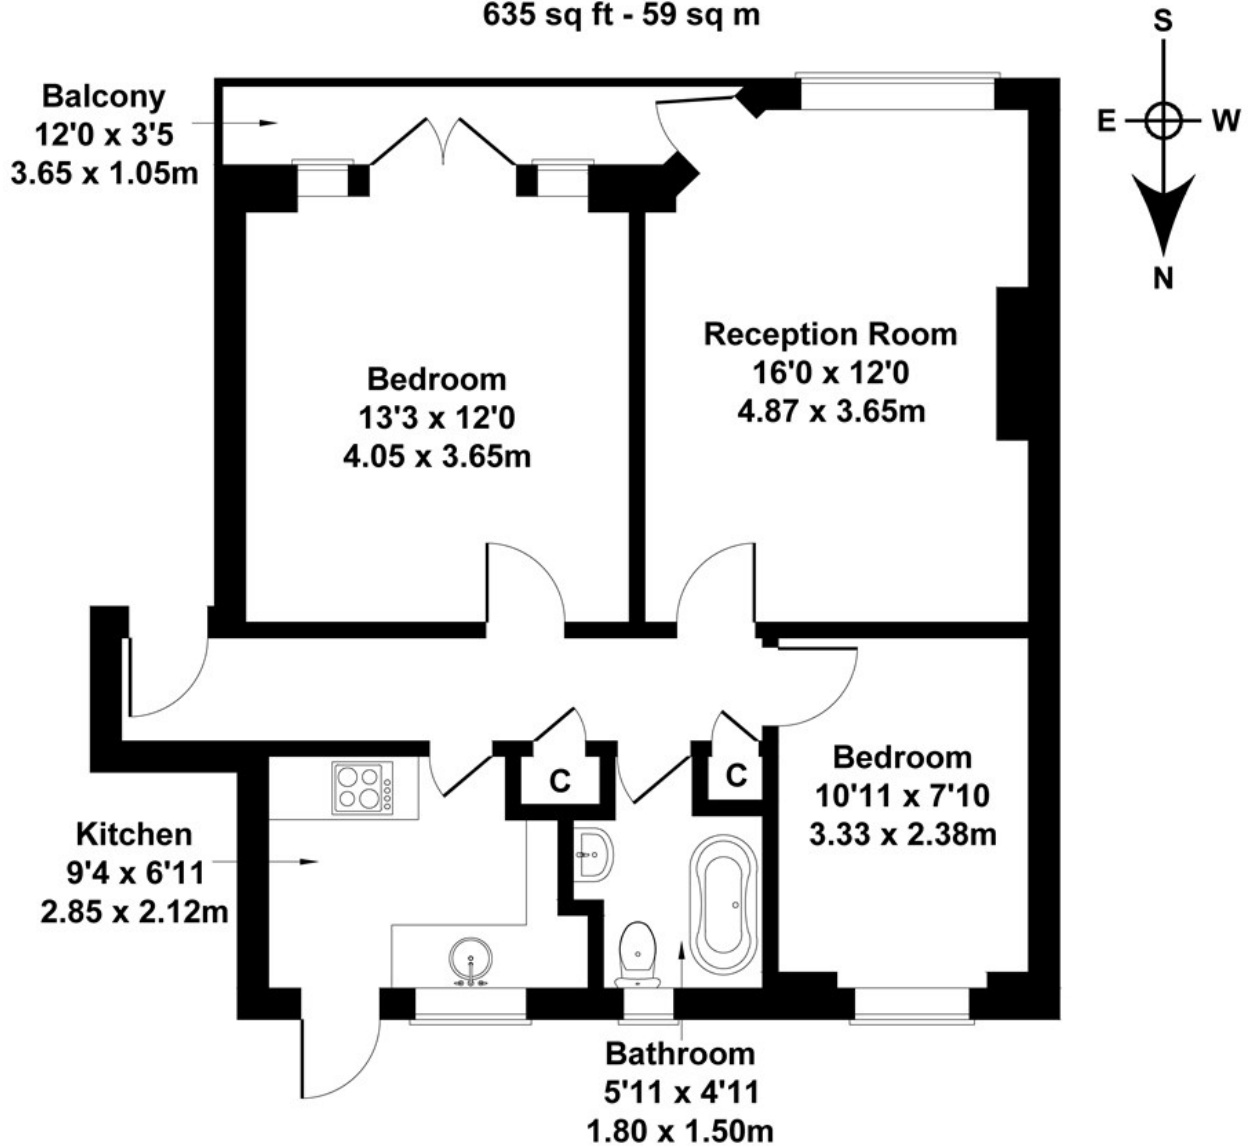 635 sq ft - 59 sq m
S
E W
N
Balcony
12'0 x 3'5
3.65 x 1.05m
Reception Room
16'0 x 12'0
4.87 x 3.65m
Bedroom
13'3 x 12'0
4.05 x 3.65m
C
C
Bedroom
10'11 x 7'10
3.33 x 2.38m
Kitchen
9'4 x 6'11
2.85 x 2.12m
Bathroom
5'11 x 4'11
1.80 x 1.50m